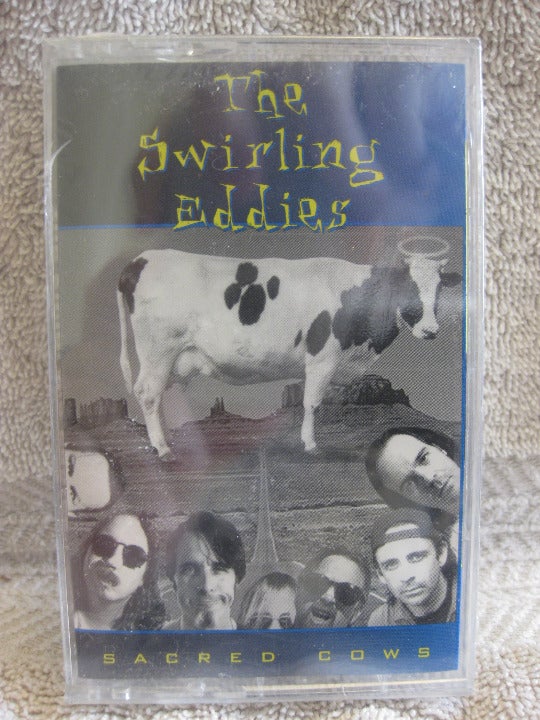 The
Swirling
Eddies
SACRED COWS